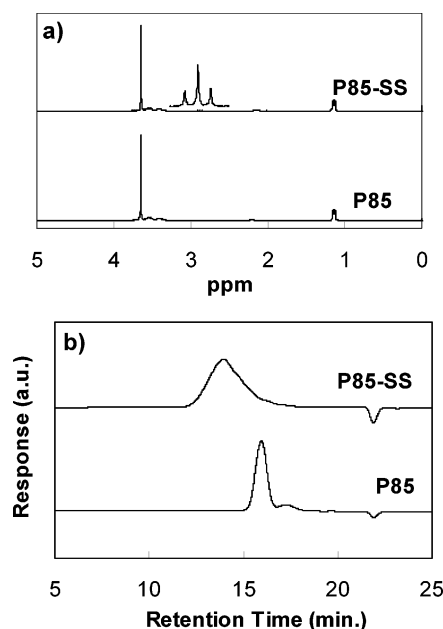 a)
P85-SS
P85
5 4 3 2 1 0
ppm
b)
P85-SS
P85
Response (a.u.)
5 10 15 20 25
Retention Time (min.)